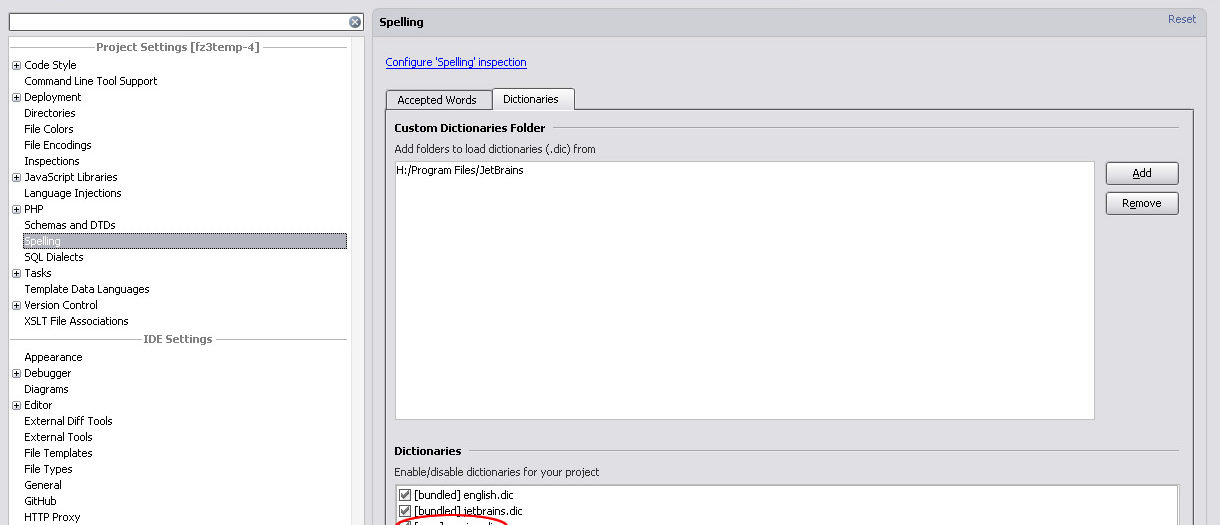 Project Settings [fz3temp-4]
Code Style
Command Line Tool Support
Deployment
Directories
File Colors
File Encodings
Inspections
JavaScript Libraries
Language Injections
PHP
Schemas and DTDs
Spelling
SQL Dialects
Tasks
Template Data Languages
Version Control
XSLT File Associations
IDE Settings
Appearance
Debugger
Diagrams
Editor
External Diff Tools
External Tools
File Templates
File Types
General
GitHub
HTTP Proxy
Spelling
Reset
Configure 'Spelling' inspection
Accepted Words
Dictionaries
Custom Dictionaries Folder
Add folders to load dictionaries (.dic) from
H:/Program Files/JetBrains
Add
Remove
Dictionaries
Enable/disable dictionaries for your project
[bundled] english.dic
[bundled] jetbrains.dic